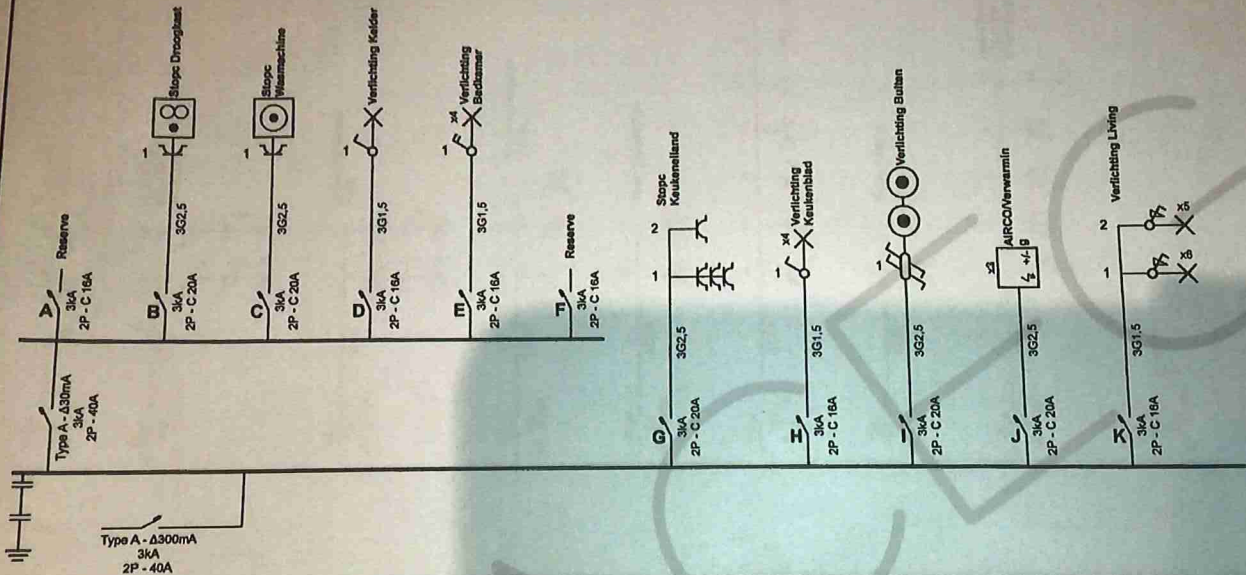 Type A - Δ300mA
3kA
2P - 40A
Type A - Δ30mA
3kA
2P - 40A
A
3kA
2P - C 16A
Reserve
B
3kA
2P - C 20A
3G2,5
1
Stopc Droogkast
C
3kA
2P - C 20A
3G2,5
1
Stopc
Wasmachine
D
3kA
2P - C 16A
3G1,5
1
Verlichting Kelder
E
3kA
2P - C 16A
3G1,5
1
x4
Verlichting
Badkamer
F
3kA
2P - C 16A
Reserve
G
3kA
2P - C 20A
3G2,5
1
2
Stopc
Keukeneiland
H
3kA
2P - C 16A
3G1,5
1
x4
Verlichting
Keukenblad
I
3kA
2P - C 20A
3G2,5
1
Verlichting Buiten
J
3kA
2P - C 20A
3G2,5
x3
+/-
g
AIRCO/Verwarmin
K
3kA
2P - C 16A
3G1,5
1
x6
2
x5
Verlichting Living